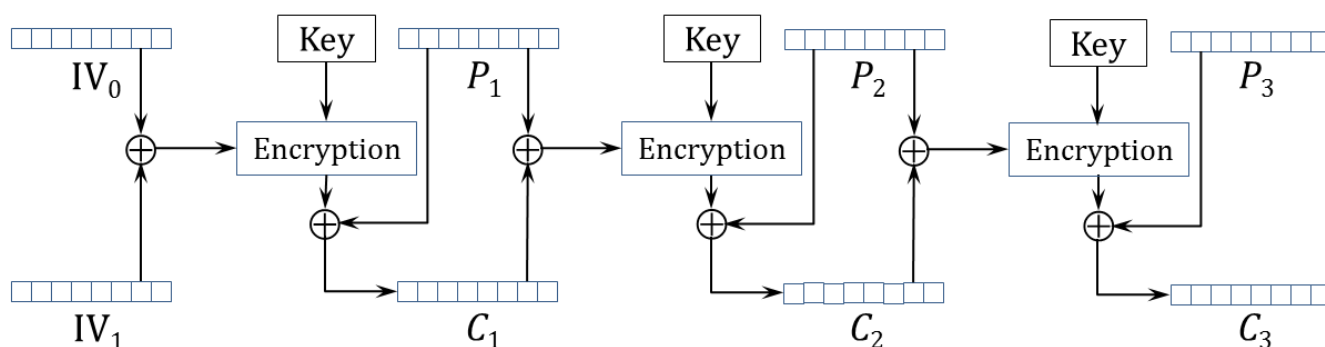 Key
Key
Key
IV₀
P₁
P₂
P₃
Encryption
Encryption
Encryption
IV₁
C₁
C₂
C₃